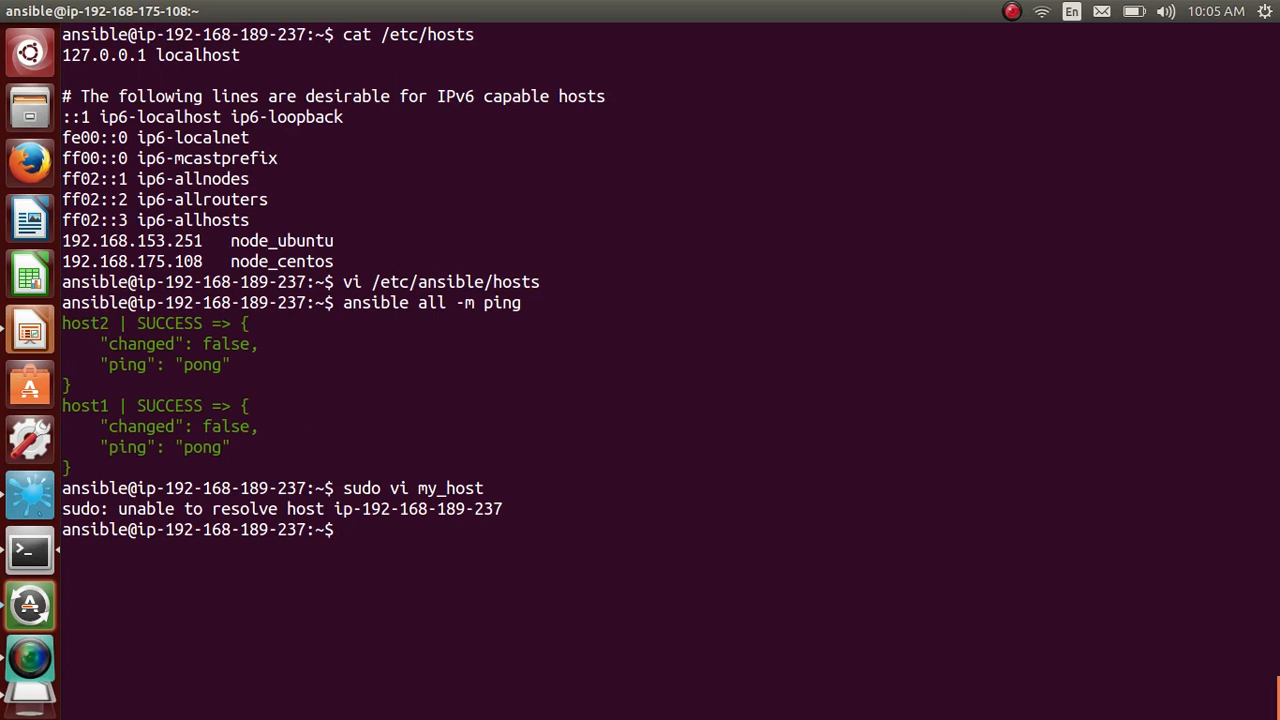 ansible@ip-192-168-175-108:~
En
10:05 AM
ansible@ip-192-168-189-237:~$ cat /etc/hosts
127.0.0.1 localhost
# The following lines are desirable for IPv6 capable hosts
::1 ip6-localhost ip6-loopback
fe00::0 ip6-localnet
ff00::0 ip6-mcastprefix
ff02::1 ip6-allnodes
ff02::2 ip6-allrouters
ff02::3 ip6-allhosts
192.168.153.251   node_ubuntu
192.168.175.108   node_centos
ansible@ip-192-168-189-237:~$ vi /etc/ansible/hosts
ansible@ip-192-168-189-237:~$ ansible all -m ping
host2 | SUCCESS => {
    "changed": false,
    "ping": "pong"
}
host1 | SUCCESS => {
    "changed": false,
    "ping": "pong"
}
ansible@ip-192-168-189-237:~$ sudo vi my_host
sudo: unable to resolve host ip-192-168-189-237
ansible@ip-192-168-189-237:~$